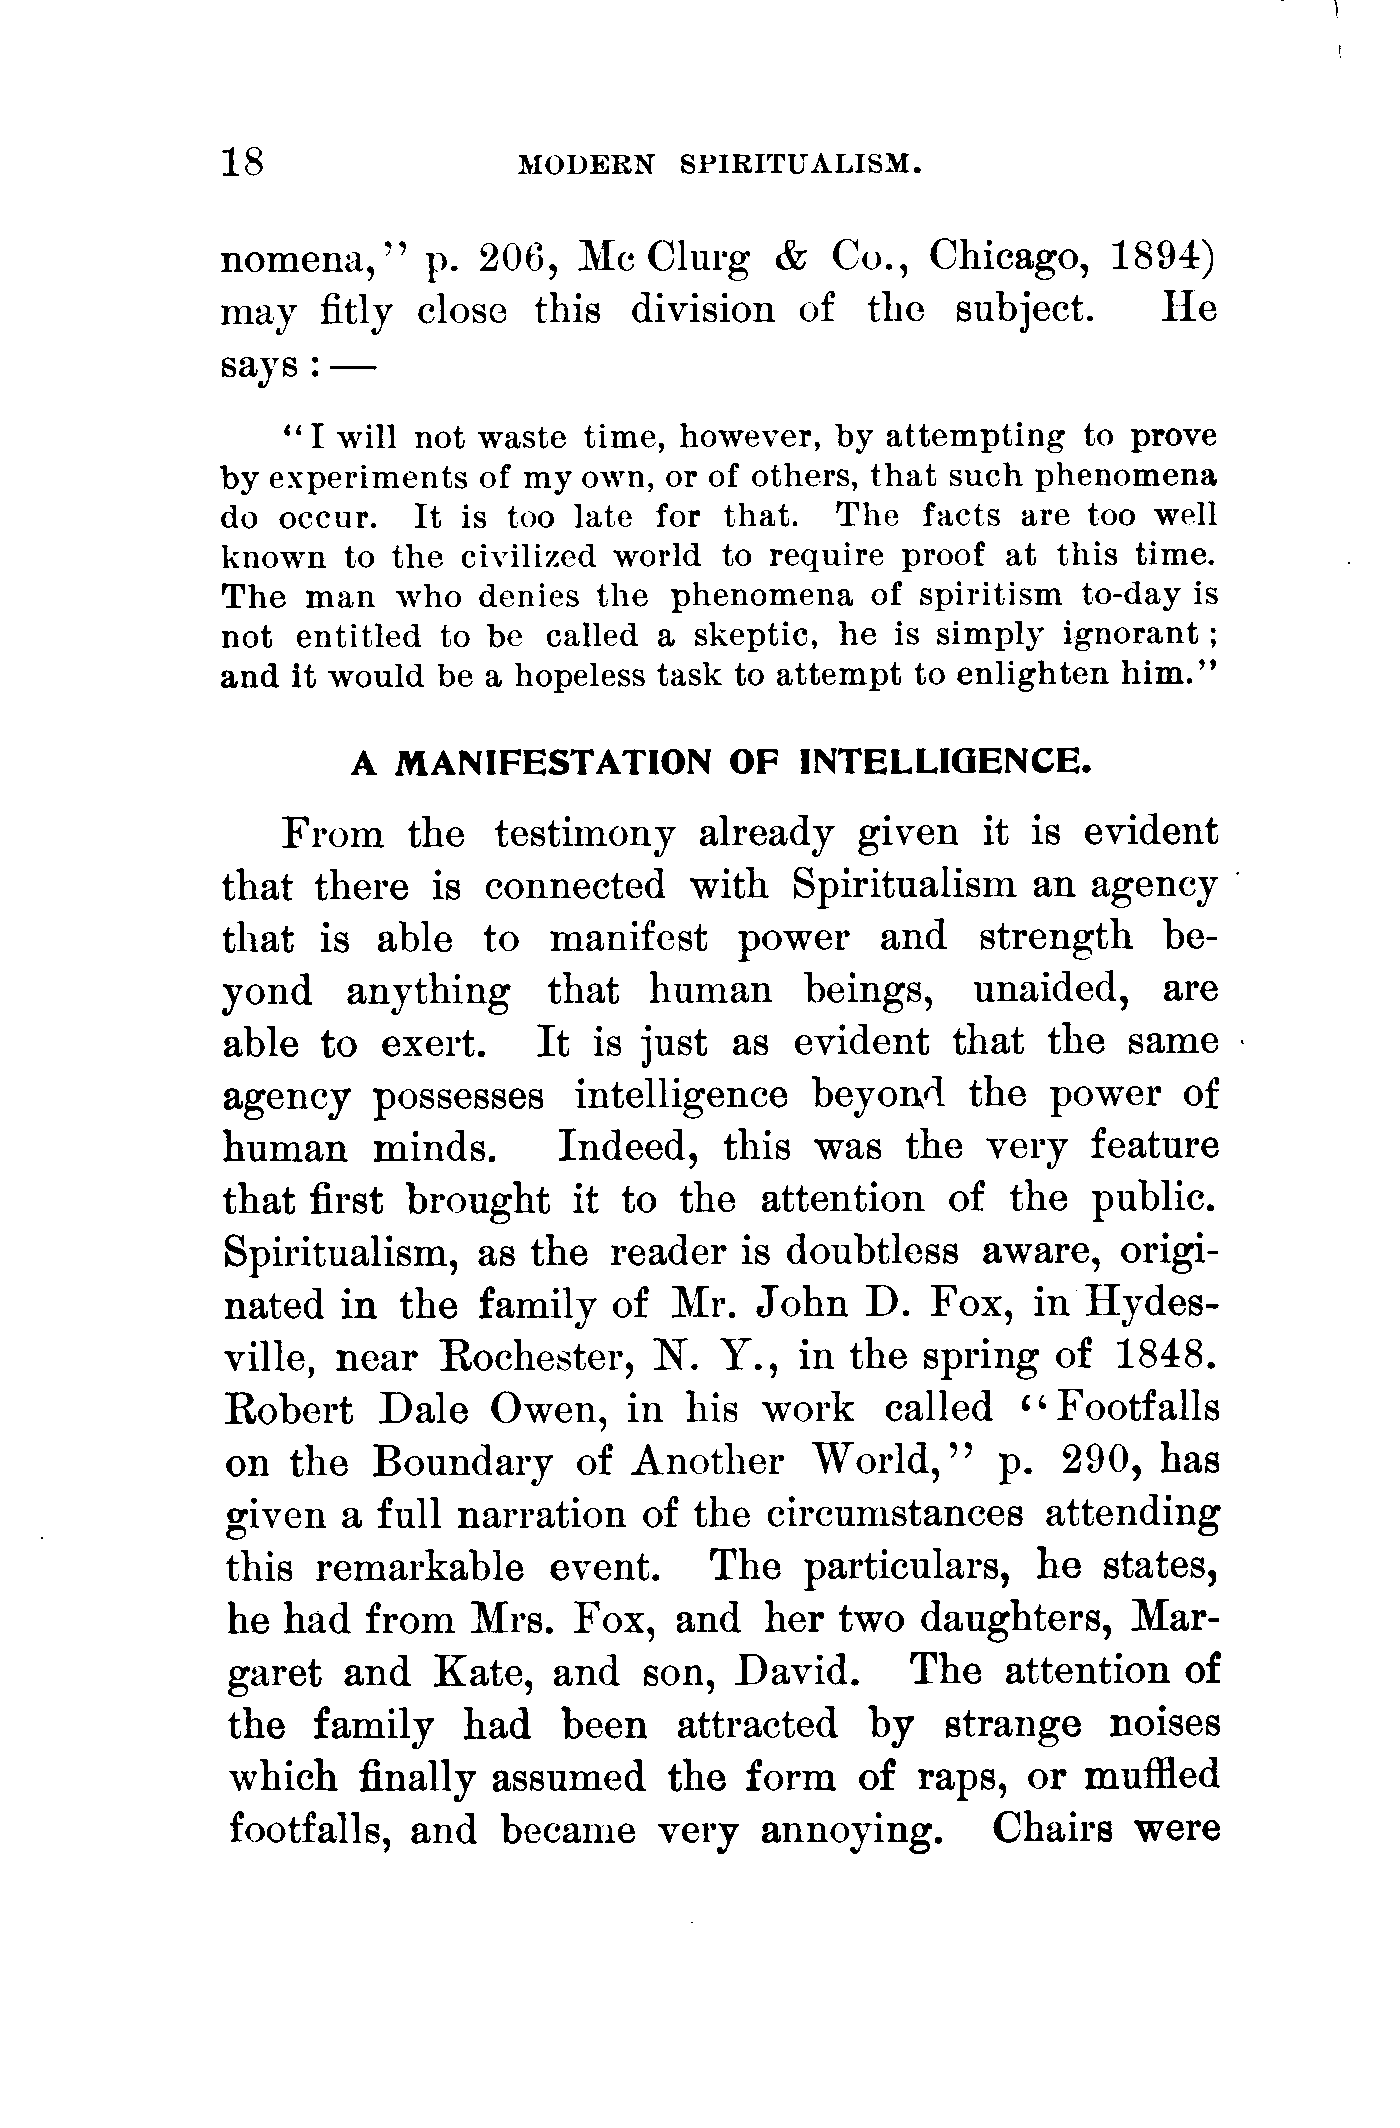 18 MODERN SPIRITUALISM.
nomena," p. 206, Mc Clurg & Co., Chicago, 1894)
may fitly close this division of the subject. He
says : —
"I will not waste time, however, by attempting to prove
by experiments of my own, or of others, that such phenomena
do occur. It is too late for that. The facts are too well
known to the civilized world to require proof at this time.
The man who denies the phenomena of spiritism to-day is
not entitled to be called a skeptic, he is simply ignorant ;
and it would be a hopeless task to attempt to enlighten him."
A MANIFESTATION OF INTELLIGENCE.
From the testimony already given it is evident
that there is connected with Spiritualism an agency
that is able to manifest power and strength be-
yond anything that human beings, unaided, are
able to exert. It is just as evident that the same
agency possesses intelligence beyond the power of
human minds. Indeed, this was the very feature
that first brought it to the attention of the public.
Spiritualism, as the reader is doubtless aware, origi-
nated in the family of Mr. John D. Fox, in Hydes-
ville, near Rochester, N. Y., in the spring of 1848.
Robert Dale Owen, in his work called "Footfalls
on the Boundary of Another World," p. 290, has
given a full narration of the circumstances attending
this remarkable event. The particulars, he states,
he had from Mrs. Fox, and her two daughters, Mar-
garet and Kate, and son, David. The attention of
the family had been attracted by strange noises
which finally assumed the form of raps, or muffled
footfalls, and became very annoying. Chairs were